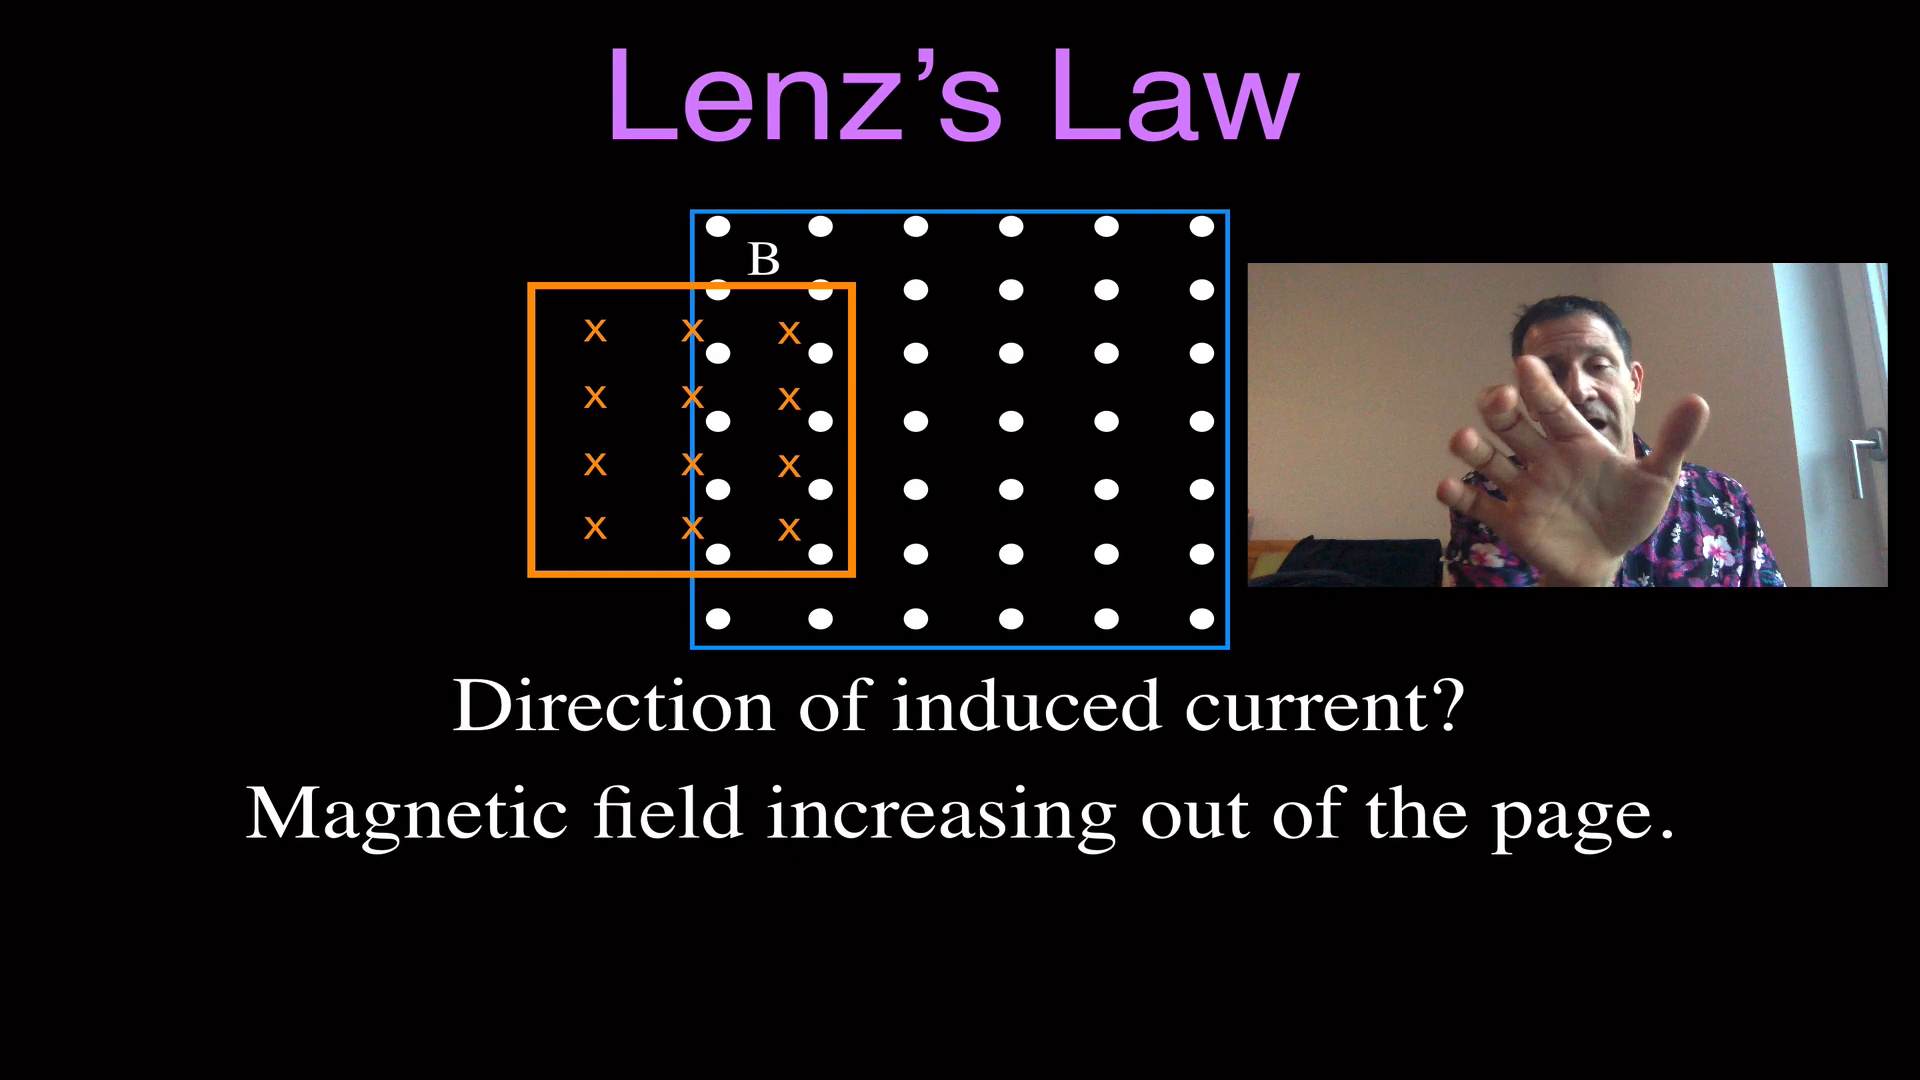 Lenz’s Law
B
x x x
x x x
x x x
x x x
Direction of induced current?
Magnetic field increasing out of the page.